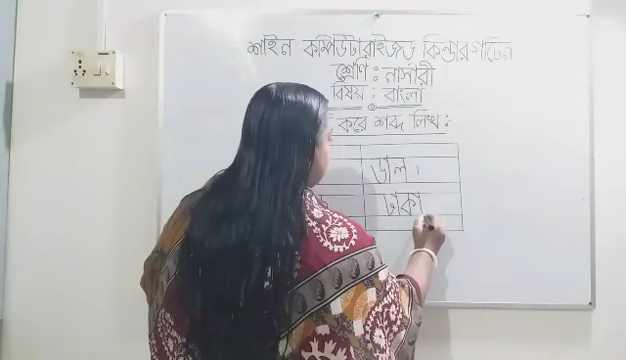 শাইন কম্পিউটারাইজড কিন্ডারগার্টেন
শ্রেণি : নার্সারী
বিষয় : বাংলা
করে শব্দ লিখ :
ডাল ।
ঢাকা